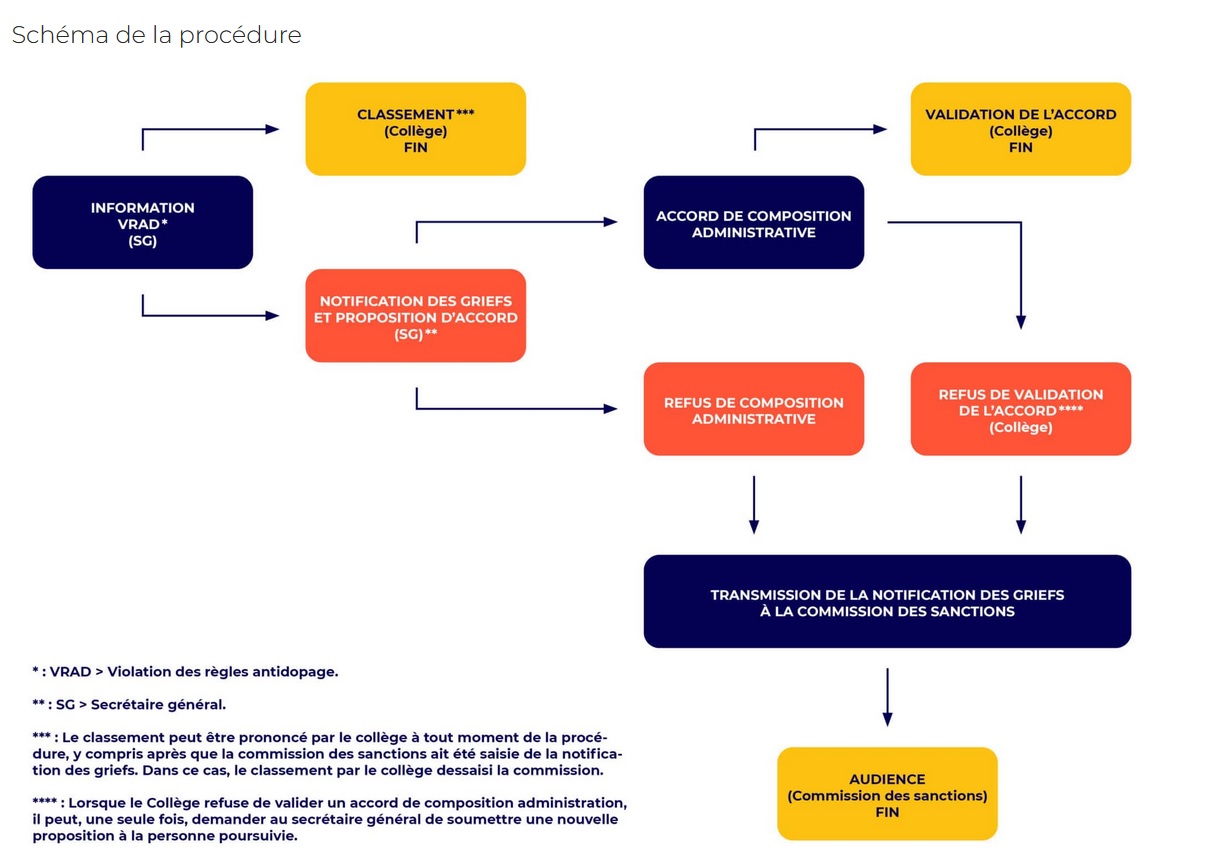 Schéma de la procédure
CLASSEMENT***
(Collège)
FIN
VALIDATION DE L'ACCORD
(Collège)
FIN
INFORMATION
VRAD*
(SG)
ACCORD DE COMPOSITION
ADMINISTRATIVE
NOTIFICATION DES GRIEFS
ET PROPOSITION D'ACCORD
(SG)**
REFUS DE COMPOSITION
ADMINISTRATIVE
REFUS DE VALIDATION
DE L'ACCORD****
(Collège)
TRANSMISSION DE LA NOTIFICATION DES GRIEFS
À LA COMMISSION DES SANCTIONS
* : VRAD > Violation des règles antidopage.
** : SG > Secrétaire général.
*** : Le classement peut être prononcé par le collège à tout moment de la procé-
dure, y compris après que la commission des sanctions ait été saisie de la notifica-
tion des griefs. Dans ce cas, le classement par le collège dessaisi la commission.
**** : Lorsque le Collège refuse de valider un accord de composition administration,
il peut, une seule fois, demander au secrétaire général de soumettre une nouvelle
proposition à la personne poursuivie.
AUDIENCE
(Commission des sanctions)
FIN